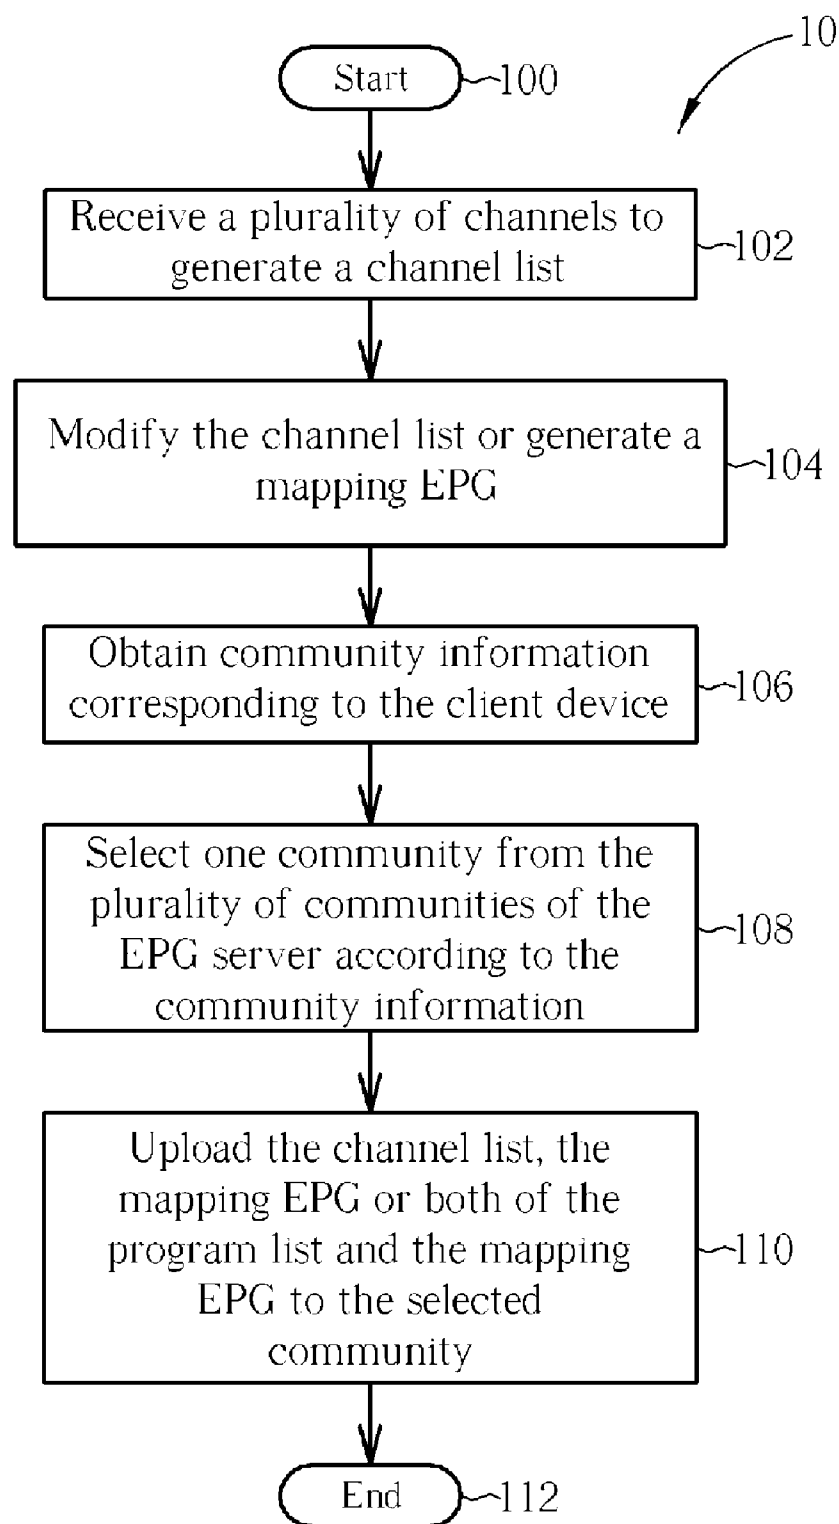 10
Start
100
Receive a plurality of channels to
generate a channel list
102
Modify the channel list or generate a
mapping EPG
104
Obtain community information
corresponding to the client device
106
Select one community from the
plurality of communities of the
EPG server according to the
community information
108
Upload the channel list, the
mapping EPG or both of the
program list and the mapping
EPG to the selected
community
110
End
112